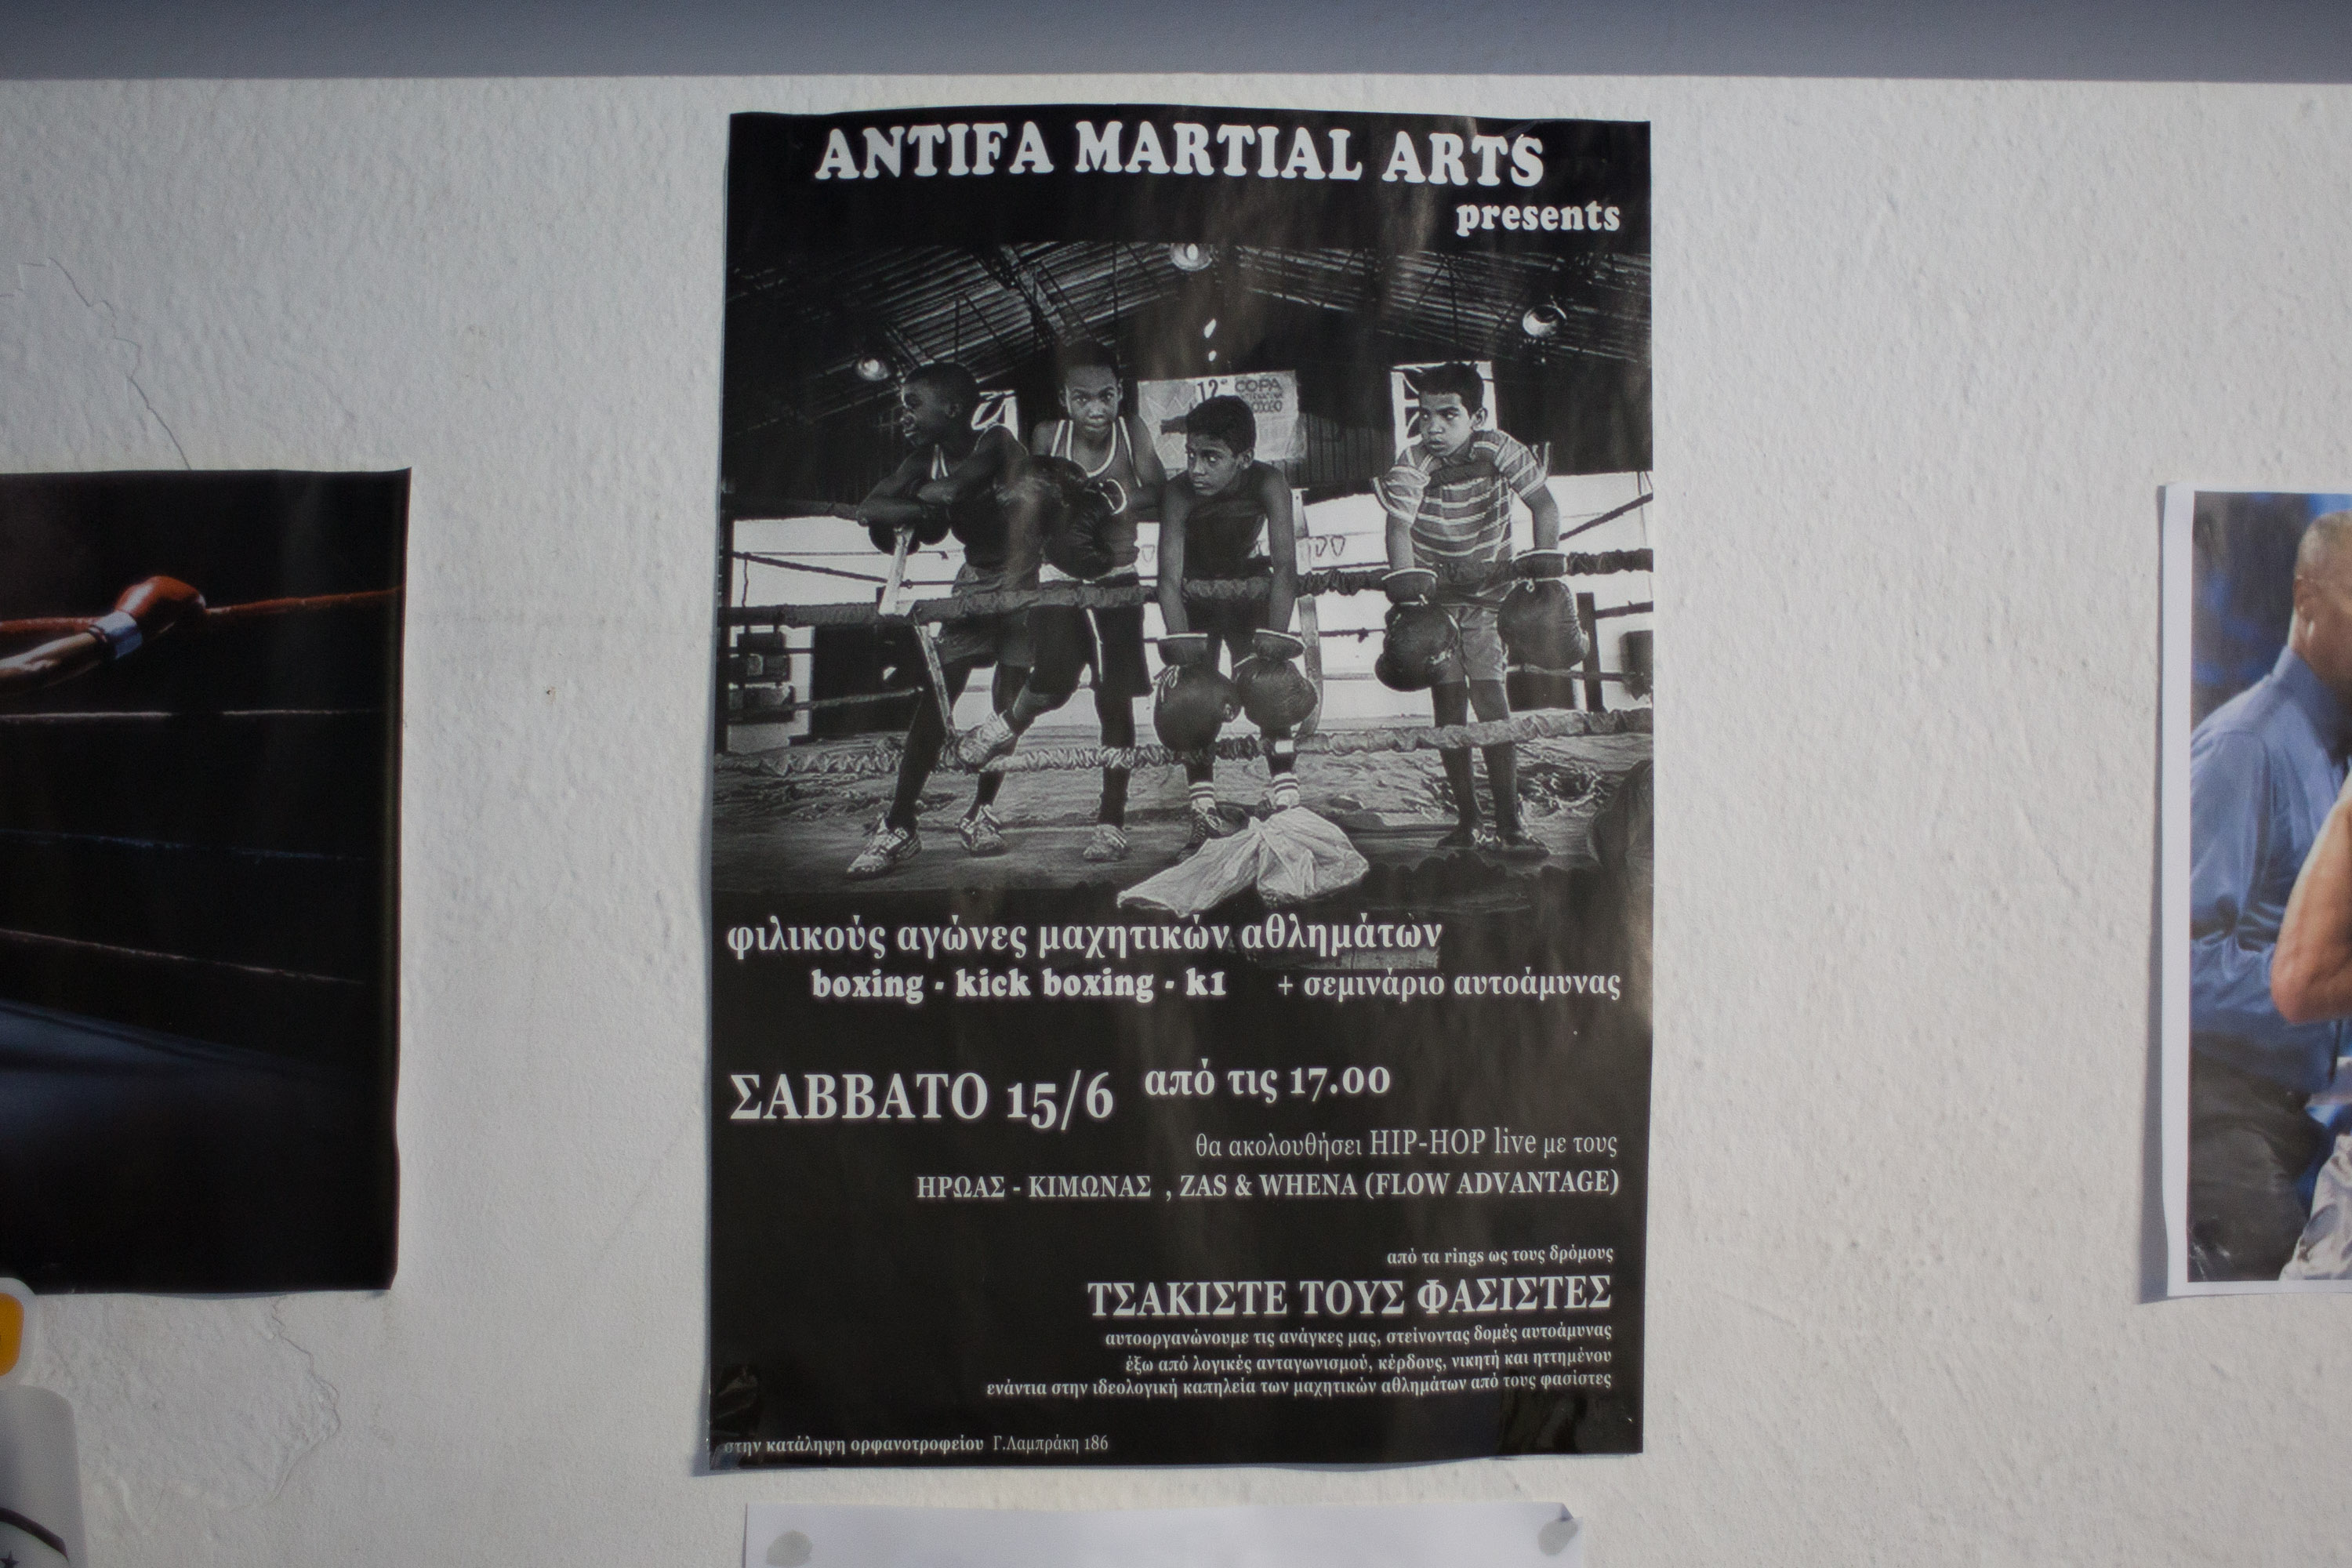 ANTIFA MARTIAL ARTS
presents
12º COPA
φιλικούς αγώνες μαχητικών αθλημάτων
boxing - kick boxing - k1 + σεμινάριο αυτοάμυνας
ΣΑΒΒΑΤΟ 15/6 από τις 17.00
θα ακολουθήσει HIP-HOP live με τους
ΗΡΩΑΣ - ΚΙΜΩΝΑΣ , ZAS & WHENA (FLOW ADVANTAGE)
από τα rings ως τους δρόμους
ΤΣΑΚΙΣΤΕ ΤΟΥΣ ΦΑΣΙΣΤΕΣ
αυτοοργανώνουμε τις ανάγκες μας, στείνοντας δομές αυτοάμυνας
έξω από λογικές ανταγωνισμού, κέρδους, νικητή και ηττημένου
ενάντια στην ιδεολογική καπηλεία των μαχητικών αθλημάτων από τους φασίστες
στην κατάληψη ορφανοτροφείου Γ.Λαμπράκη 186